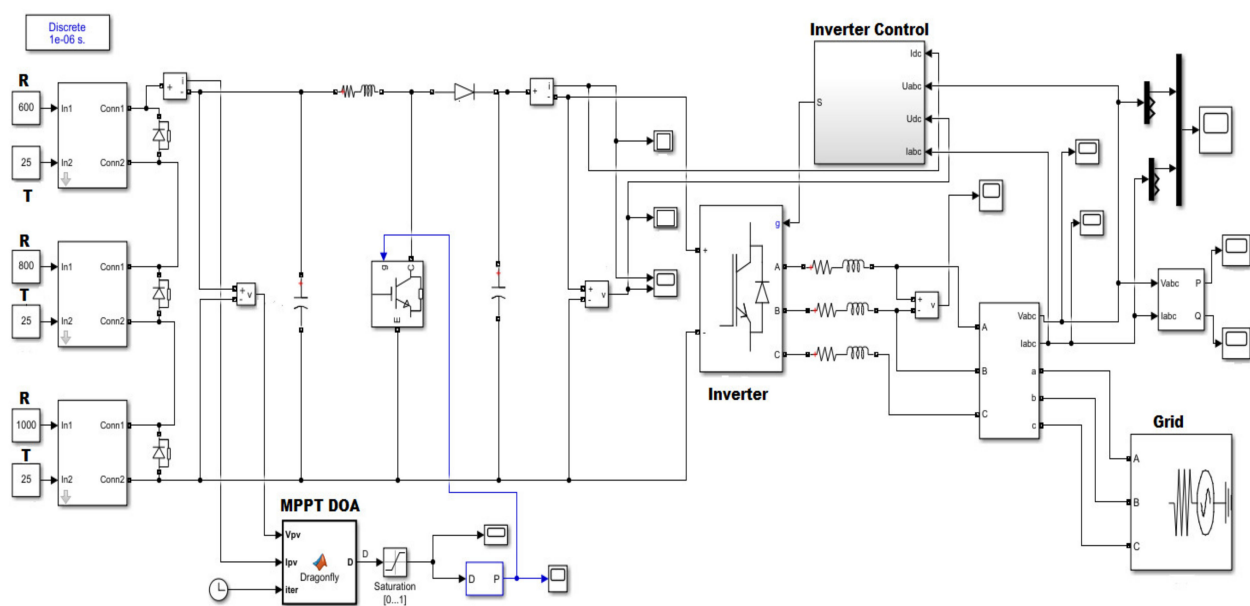 Discrete
1e-06 s.
R
600
In1
Conn1
25
In2
Conn2
T
i
+
-
+
i
-
Inverter Control
Idc
Uabc
S
Udc
Iabc
R
800
In1
Conn1
T
25
In2
Conn2
+
-
v
g
C
E
+
-
v
g
+
-
A
B
C
Inverter
+
-
v
A
B
C
Vabc
Iabc
a
b
c
Vabc
P
Iabc
Q
R
1000
In1
Conn1
T
25
In2
Conn2
Grid
A
B
C
MPPT DOA
Vpv
Ipv
D
iter
Dragonfly
D
Saturation
[0...1]
D
P